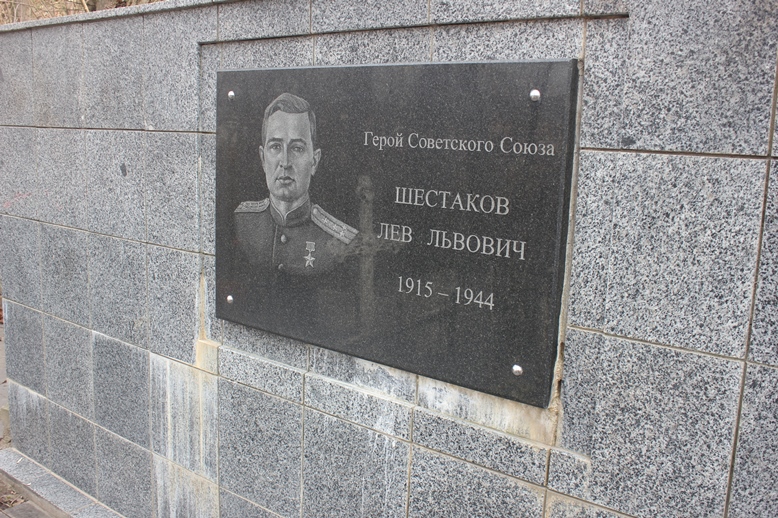 Герой Советского Союза
ШЕСТАКОВ
ЛЕВ ЛЬВОВИЧ
1915 – 1944